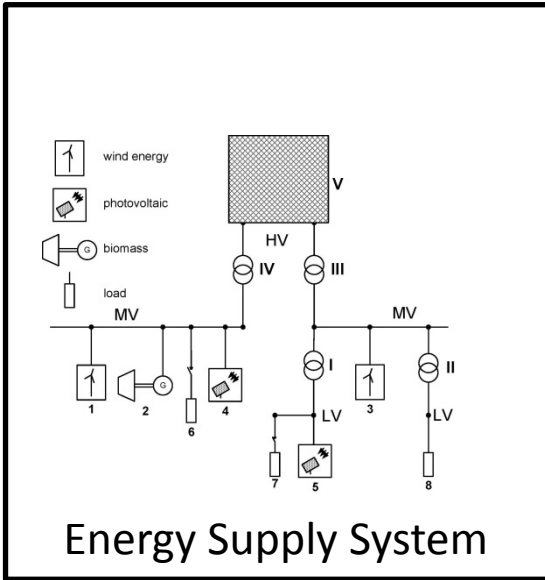 wind energy
V
photovoltaic
HV
G biomass
IV III
load
MV MV
I II
G
1 2 4 3
6 LV LV
7 5 8
Energy Supply System